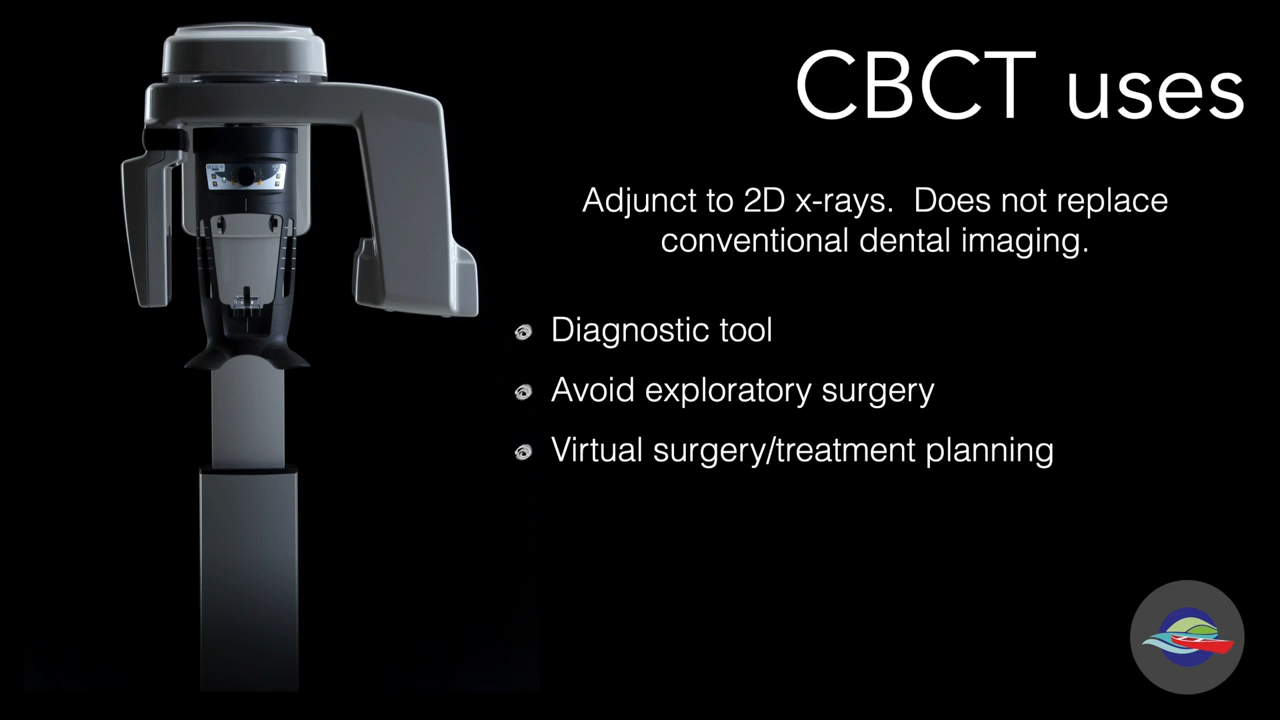 CBCT uses
Adjunct to 2D x-rays.  Does not replace
conventional dental imaging.
Diagnostic tool
Avoid exploratory surgery
Virtual surgery/treatment planning